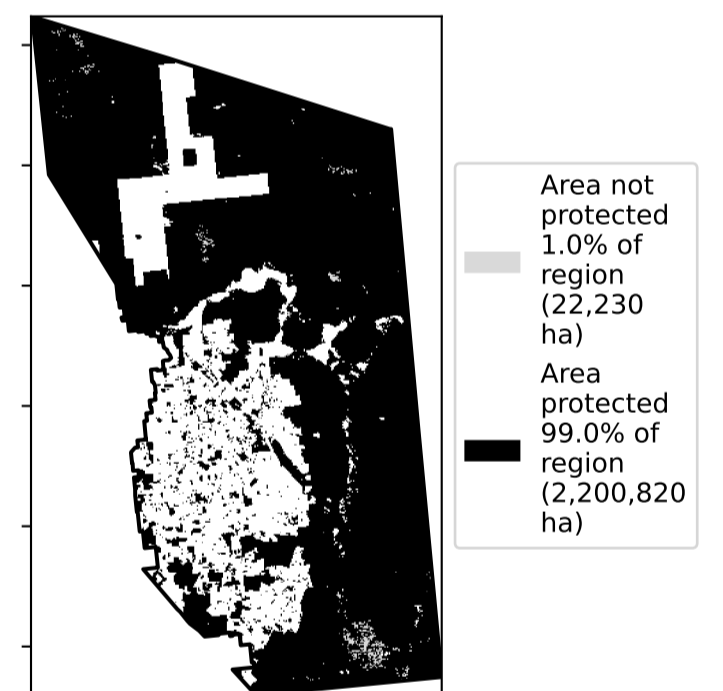 Area not
protected
1.0% of
region
(22,230
ha)
Area
protected
99.0% of
region
(2,200,820
ha)